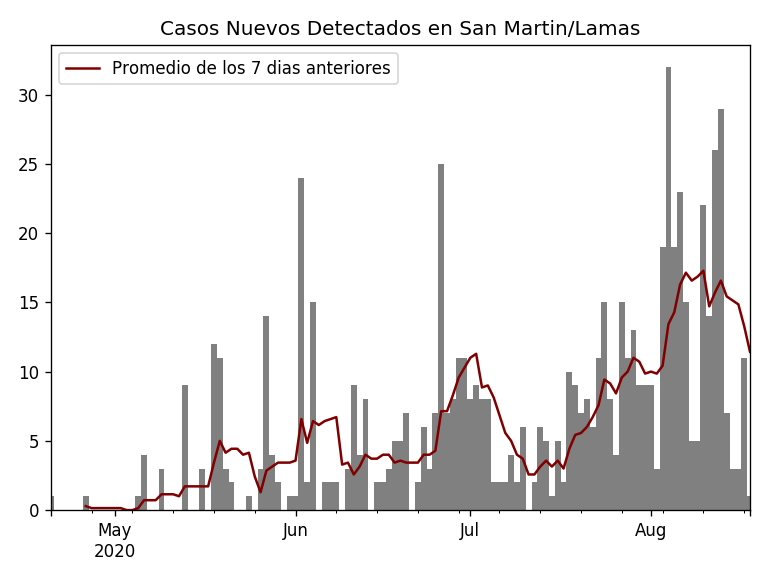 Casos Nuevos Detectados en San Martin/Lamas
Promedio de los 7 dias anteriores
30
25
20
15
10
5
0
May
2020
Jun
Jul
Aug